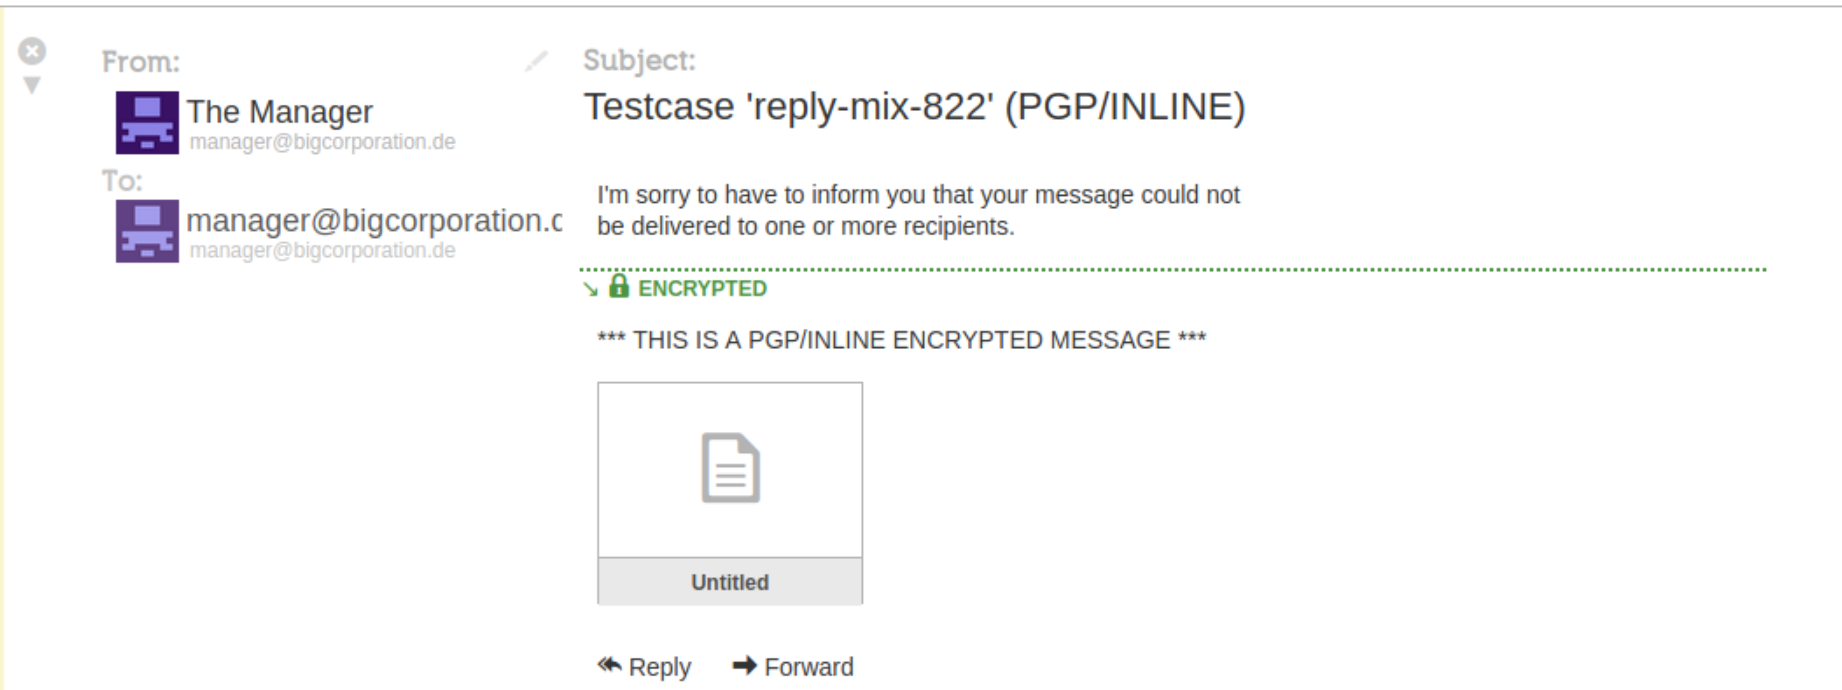 From:
The Manager
manager@bigcorporation.de
To:
manager@bigcorporation.
manager@bigcorporation.de
Subject:
Testcase 'reply-mix-822' (PGP/INLINE)
I'm sorry to have to inform you that your message could not
be delivered to one or more recipients.
ENCRYPTED
*** THIS IS A PGP/INLINE ENCRYPTED MESSAGE ***
Untitled
Reply
Forward